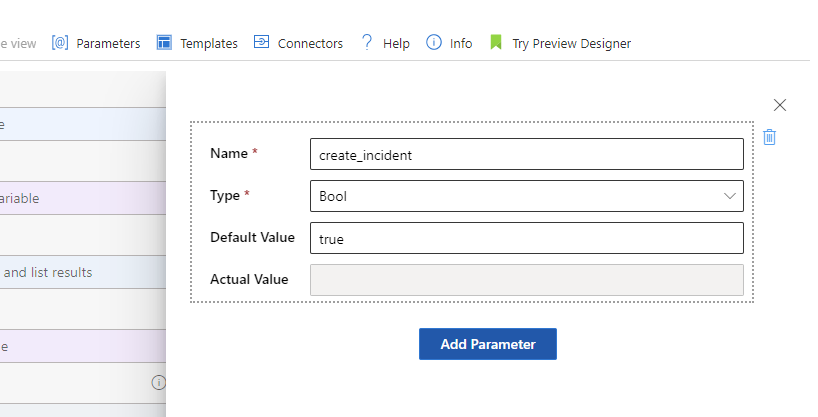 e view Parameters Templates Connectors Help Info Try Preview Designer
e
ariable
and list results
e
Name *
create_incident
Type *
Bool
Default Value
true
Actual Value
Add Parameter